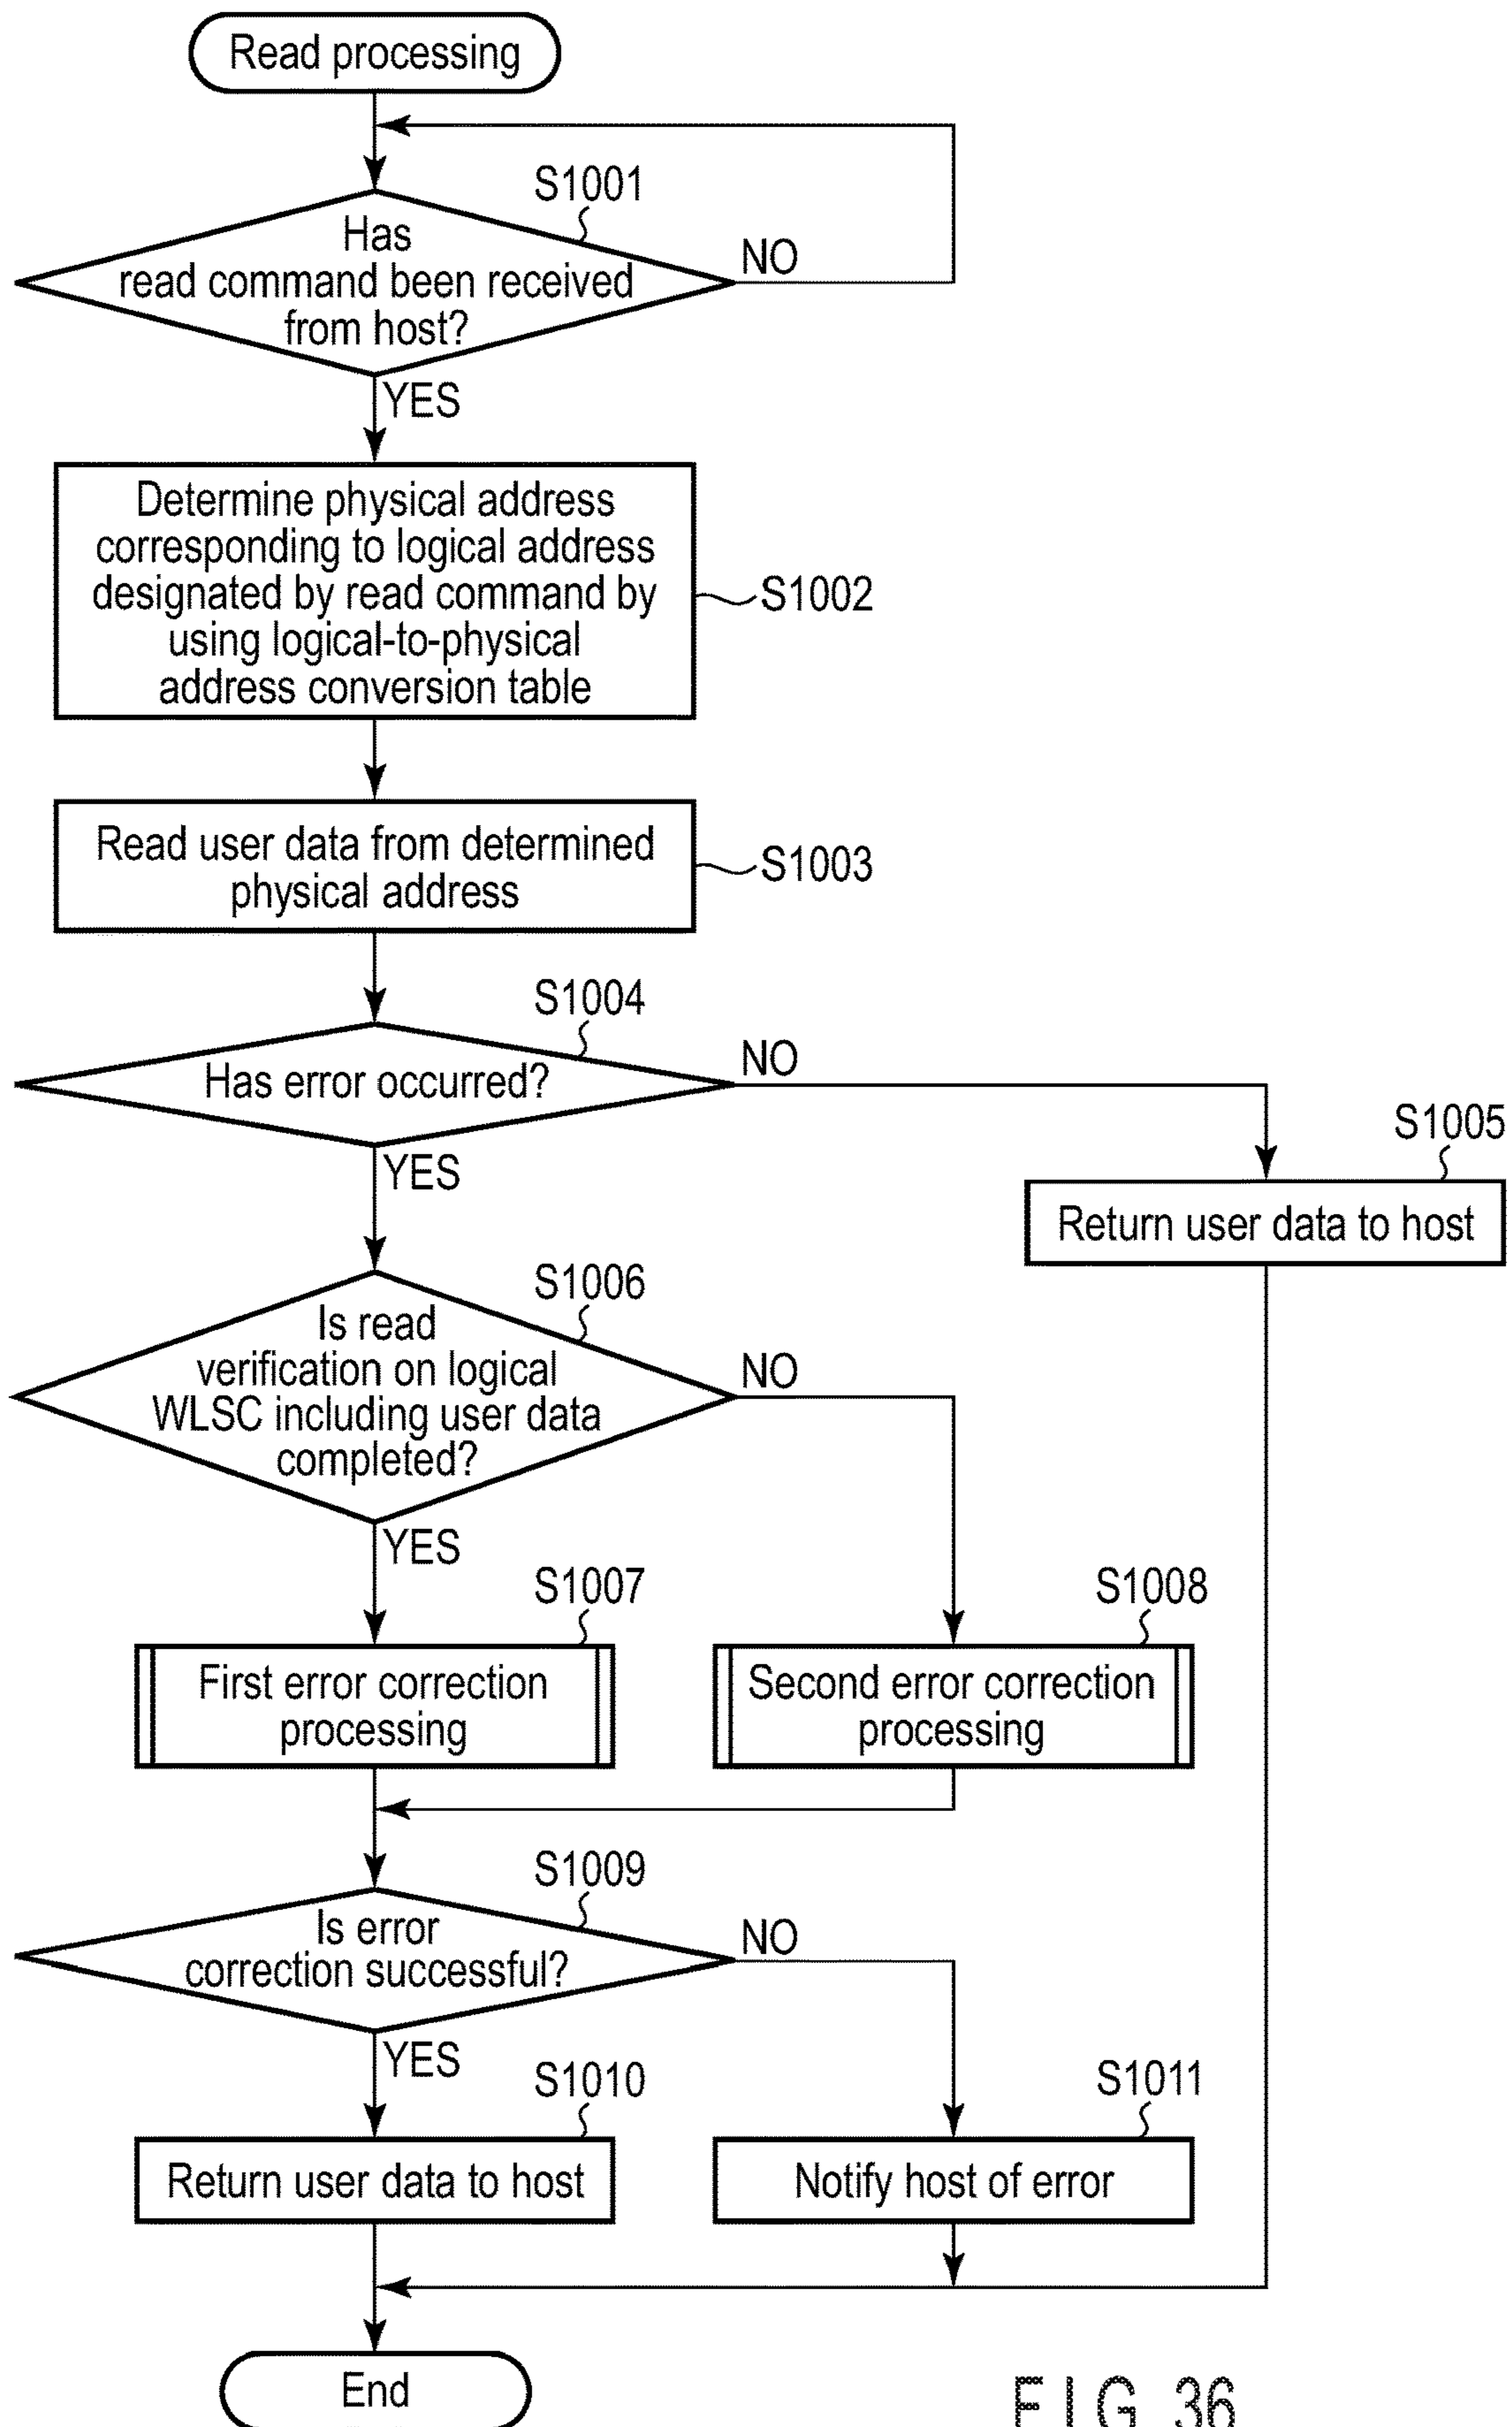 Read processing
S1001
Has
read command been received
from host?
NO
YES
Determine physical address
corresponding to logical address
designated by read command by
using logical-to-physical
address conversion table
S1002
Read user data from determined
physical address
S1003
S1004
Has error occurred?
NO
YES
S1005
Return user data to host
S1006
Is read
verification on logical
WLSC including user data
completed?
NO
YES
S1007
First error correction
processing
S1008
Second error correction
processing
S1009
Is error
correction successful?
NO
YES
S1010
Return user data to host
S1011
Notify host of error
End
FIG. 36